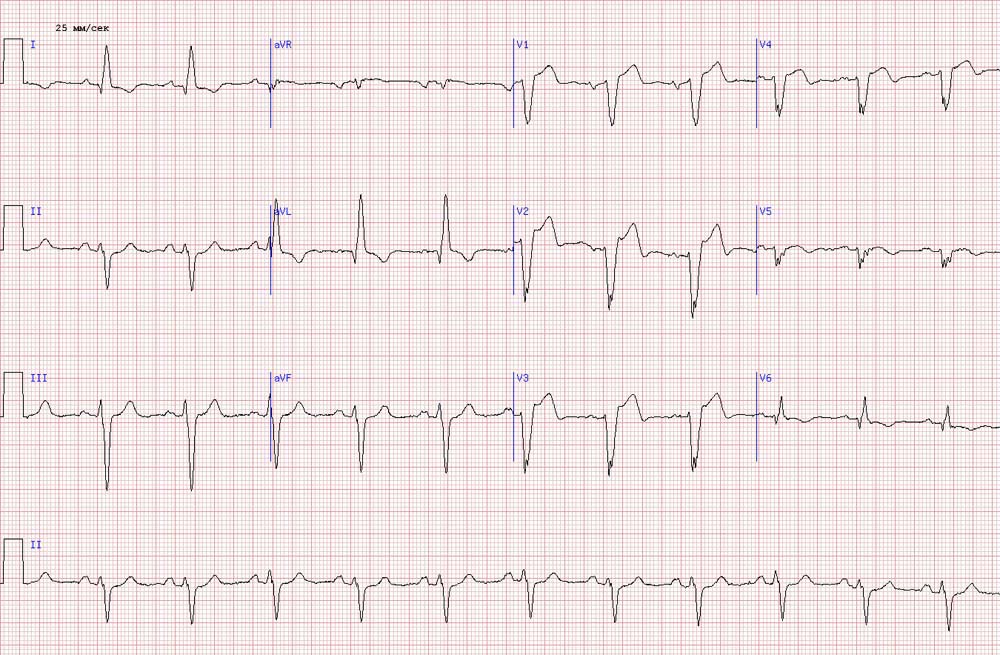 25 мм/сек
I aVR V1 V4
II aVL V2 V5
III aVF V3 V6
II